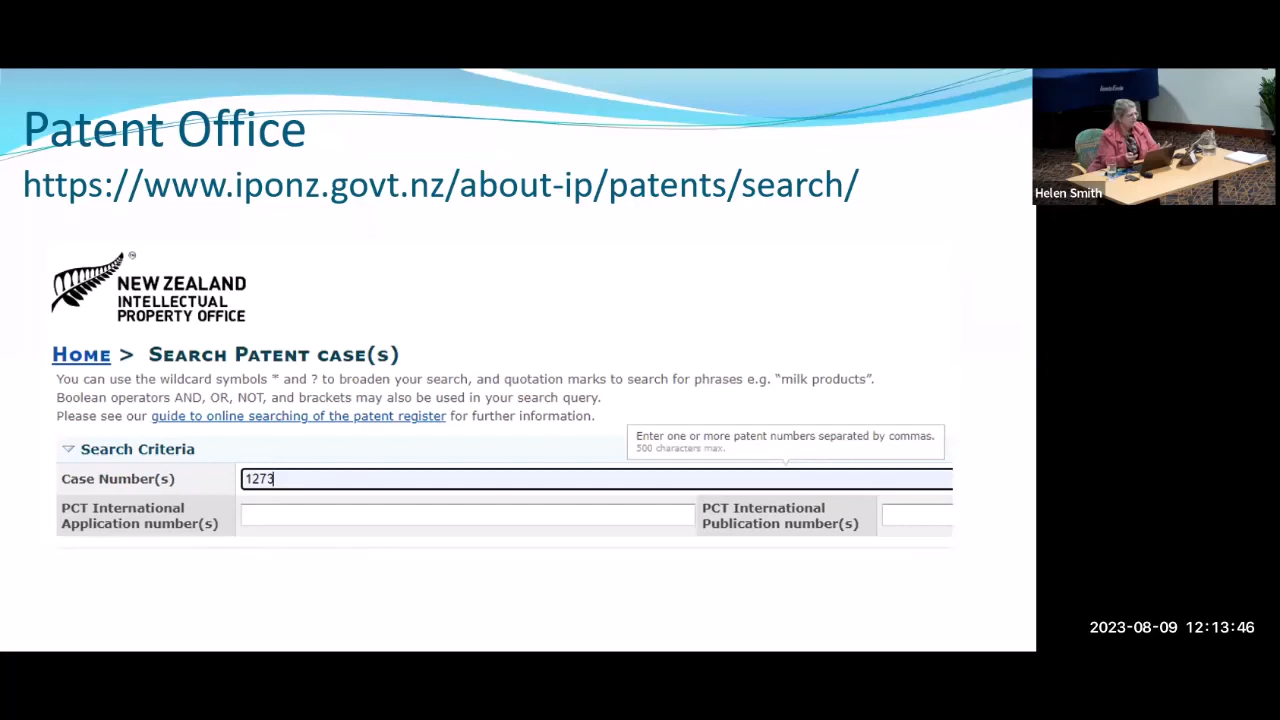 Patent Office
https://www.iponz.govt.nz/about-ip/patents/search/
Helen Smith
NEW ZEALAND
INTELLECTUAL
PROPERTY OFFICE
HOME > SEARCH PATENT CASE(S)
You can use the wildcard symbols * and ? to broaden your search, and quotation marks to search for phrases e.g. “milk products”.
Boolean operators AND, OR, NOT, and brackets may also be used in your search query.
Please see our guide to online searching of the patent register for further information.
Enter one or more patent numbers separated by commas.
500 characters max.
Search Criteria
Case Number(s) 1273
PCT International
Application number(s)
PCT International
Publication number(s)
2023-08-09 12:13:46